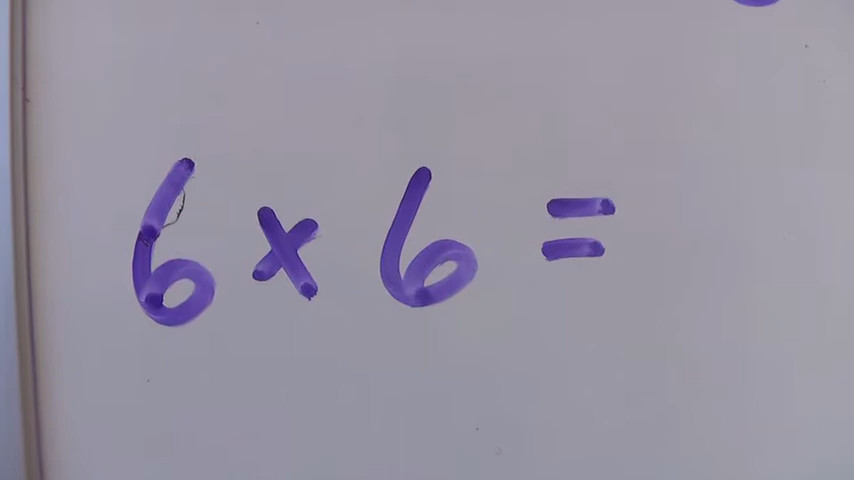 6 × 6 =